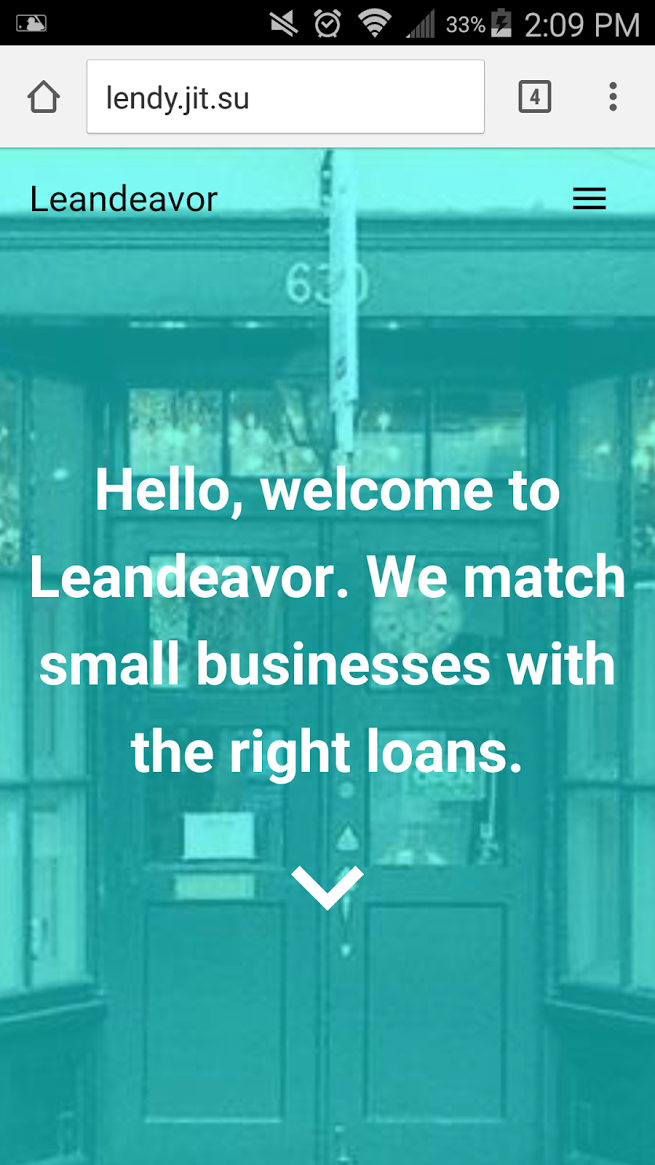 33% 2:09 PM
lendy.jit.su
4
Leandeavor
630
Hello, welcome to
Leandeavor. We match
small businesses with
the right loans.